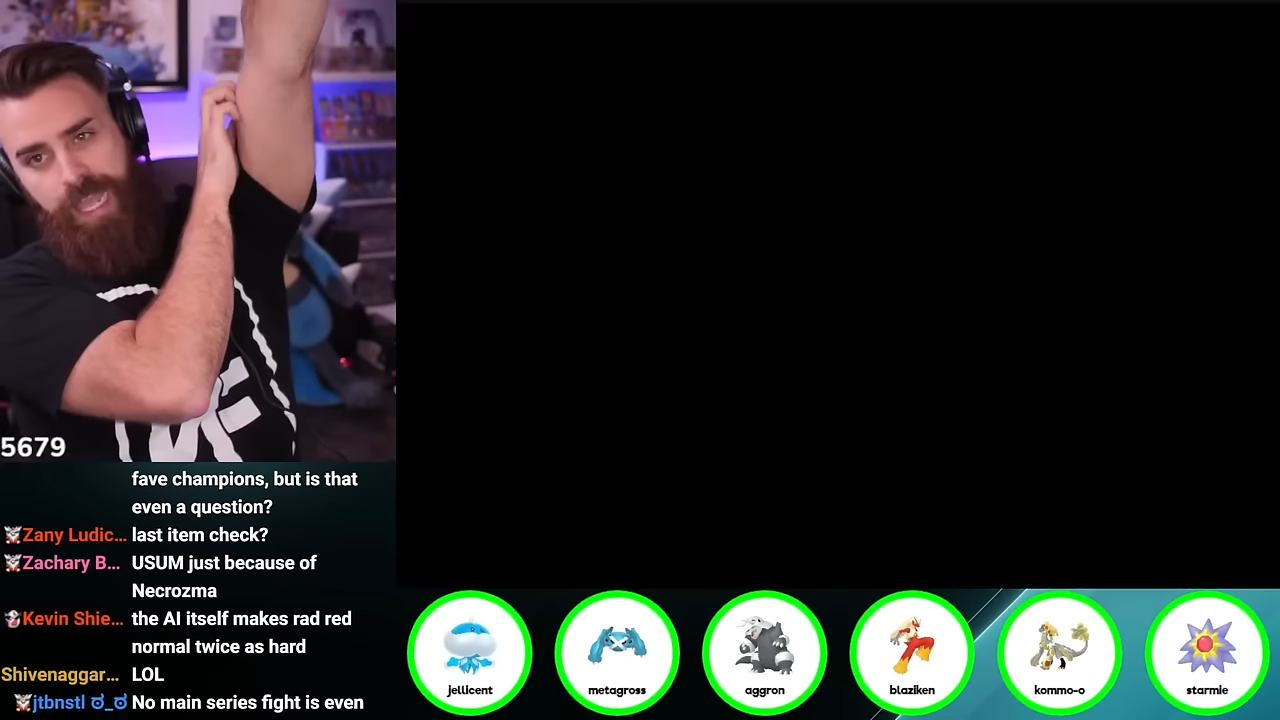 5679
fave champions, but is that
even a question?
Zany Ludic... last item check?
Zachary B... USUM just because of
Necrozma
Kevin Shie... the AI itself makes rad red
normal twice as hard
Shivenaggar... LOL
jtbnstl ಠ_ಠ No main series fight is even
jellicent
metagross
aggron
blaziken
kommo-o
starmie